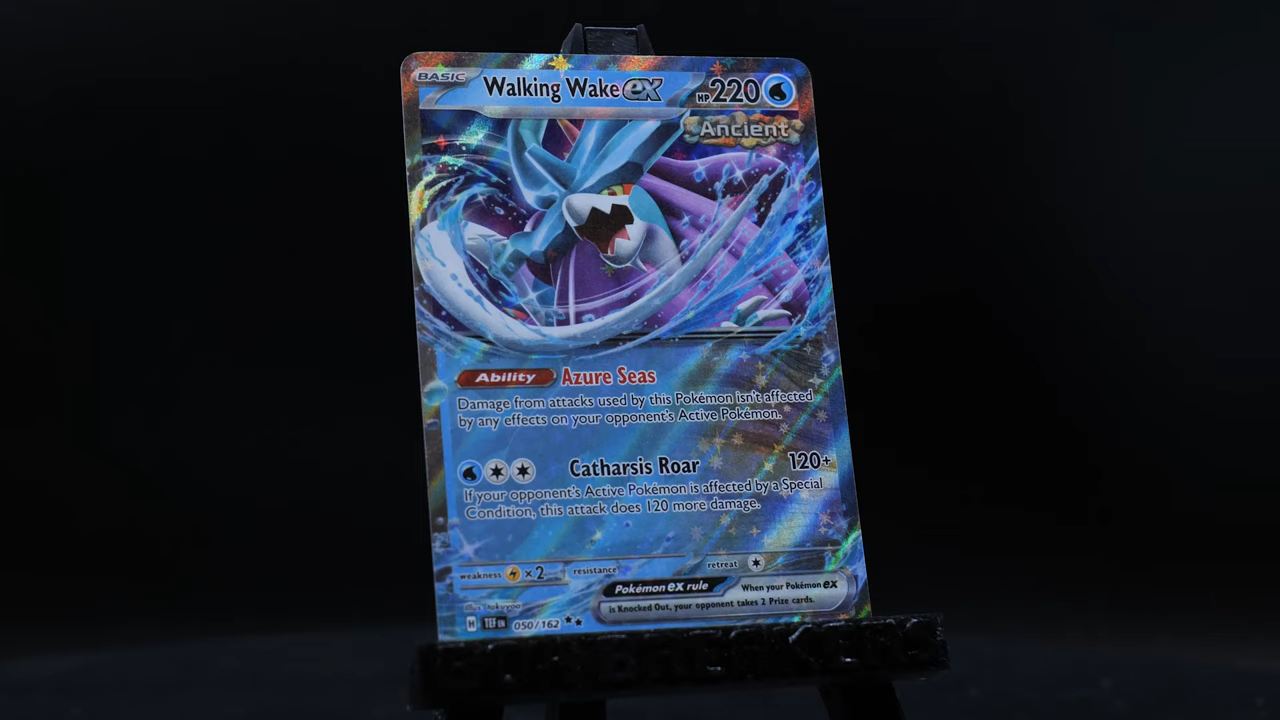 BASIC Walking Wake ex HP 220
Ancient
Ability Azure Seas
Damage from attacks used by this Pokémon isn't affected
by any effects on your opponent's Active Pokémon.
Catharsis Roar 120+
If your opponent's Active Pokémon is affected by a Special
Condition, this attack does 120 more damage.
weakness ×2 resistance retreat
Pokémon ex rule When your Pokémon ex
is Knocked Out, your opponent takes 2 Prize cards.
illus. takuyoa
H TEF EN 050/162